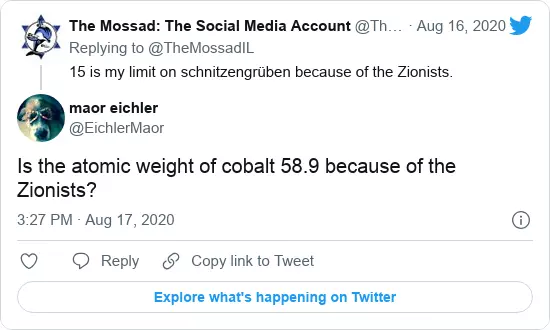 The Mossad: The Social Media Account @Th… · Aug 16, 2020
Replying to @TheMossadIL
15 is my limit on schnitzengrüben because of the Zionists.
maor eichler
@EichlerMaor
Is the atomic weight of cobalt 58.9 because of the
Zionists?
3:27 PM · Aug 17, 2020
Reply Copy link to Tweet
Explore what's happening on Twitter